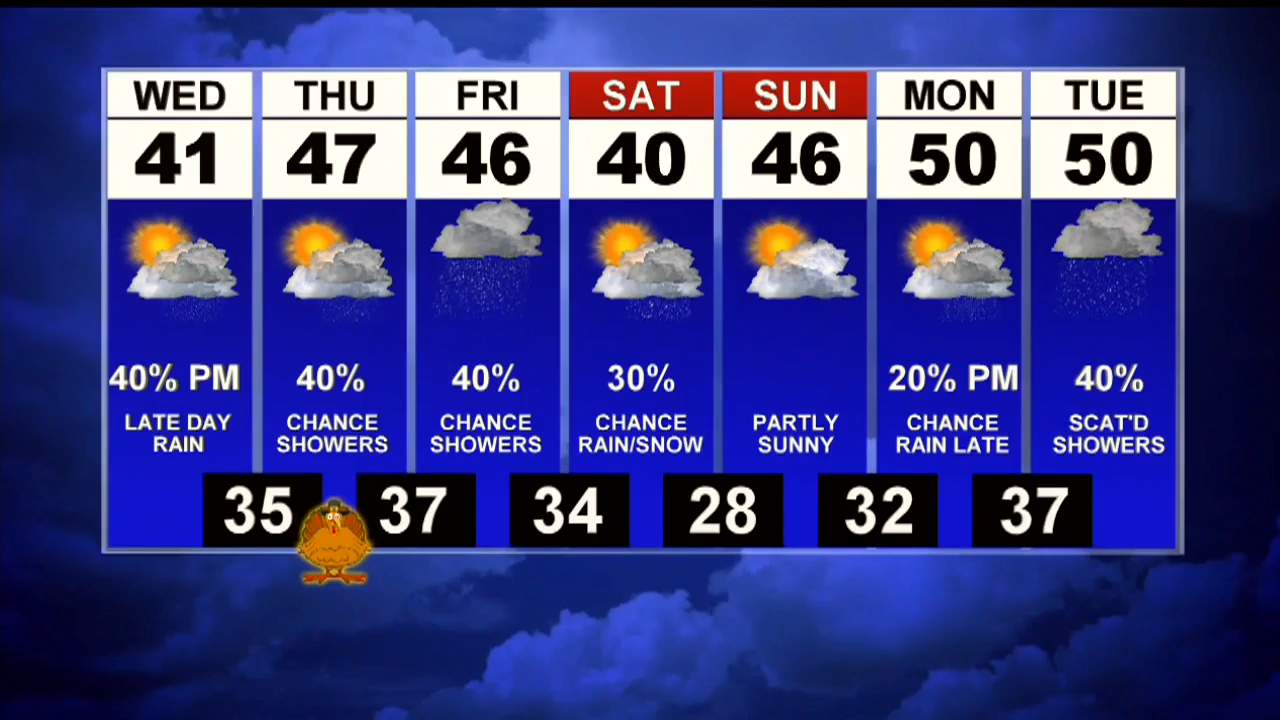 WED THU FRI SAT SUN MON TUE
41 47 46 40 46 50 50
40% PM 40% 40% 30% 20% PM 40%
LATE DAY CHANCE CHANCE CHANCE PARTLY CHANCE SCAT'D
RAIN SHOWERS SHOWERS RAIN/SNOW SUNNY RAIN LATE SHOWERS
35 37 34 28 32 37